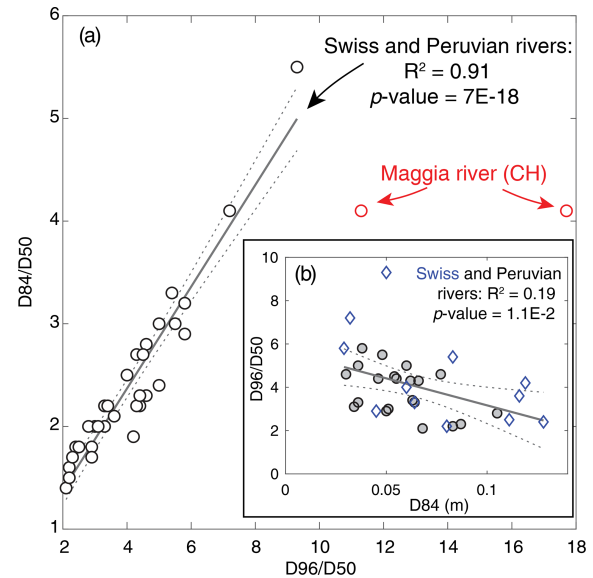 6
(a)
Swiss and Peruvian rivers:
R² = 0.91
p-value = 7E-18
5
Maggia river (CH)
4
D84/D50
3
2
1
2 4 6 8 10 12 14 16 18
D96/D50
(b)
Swiss and Peruvian
rivers: R² = 0.19
p-value = 1.1E-2
10
8
6
4
2
0
D96/D50
0 0.05 0.1
D84 (m)